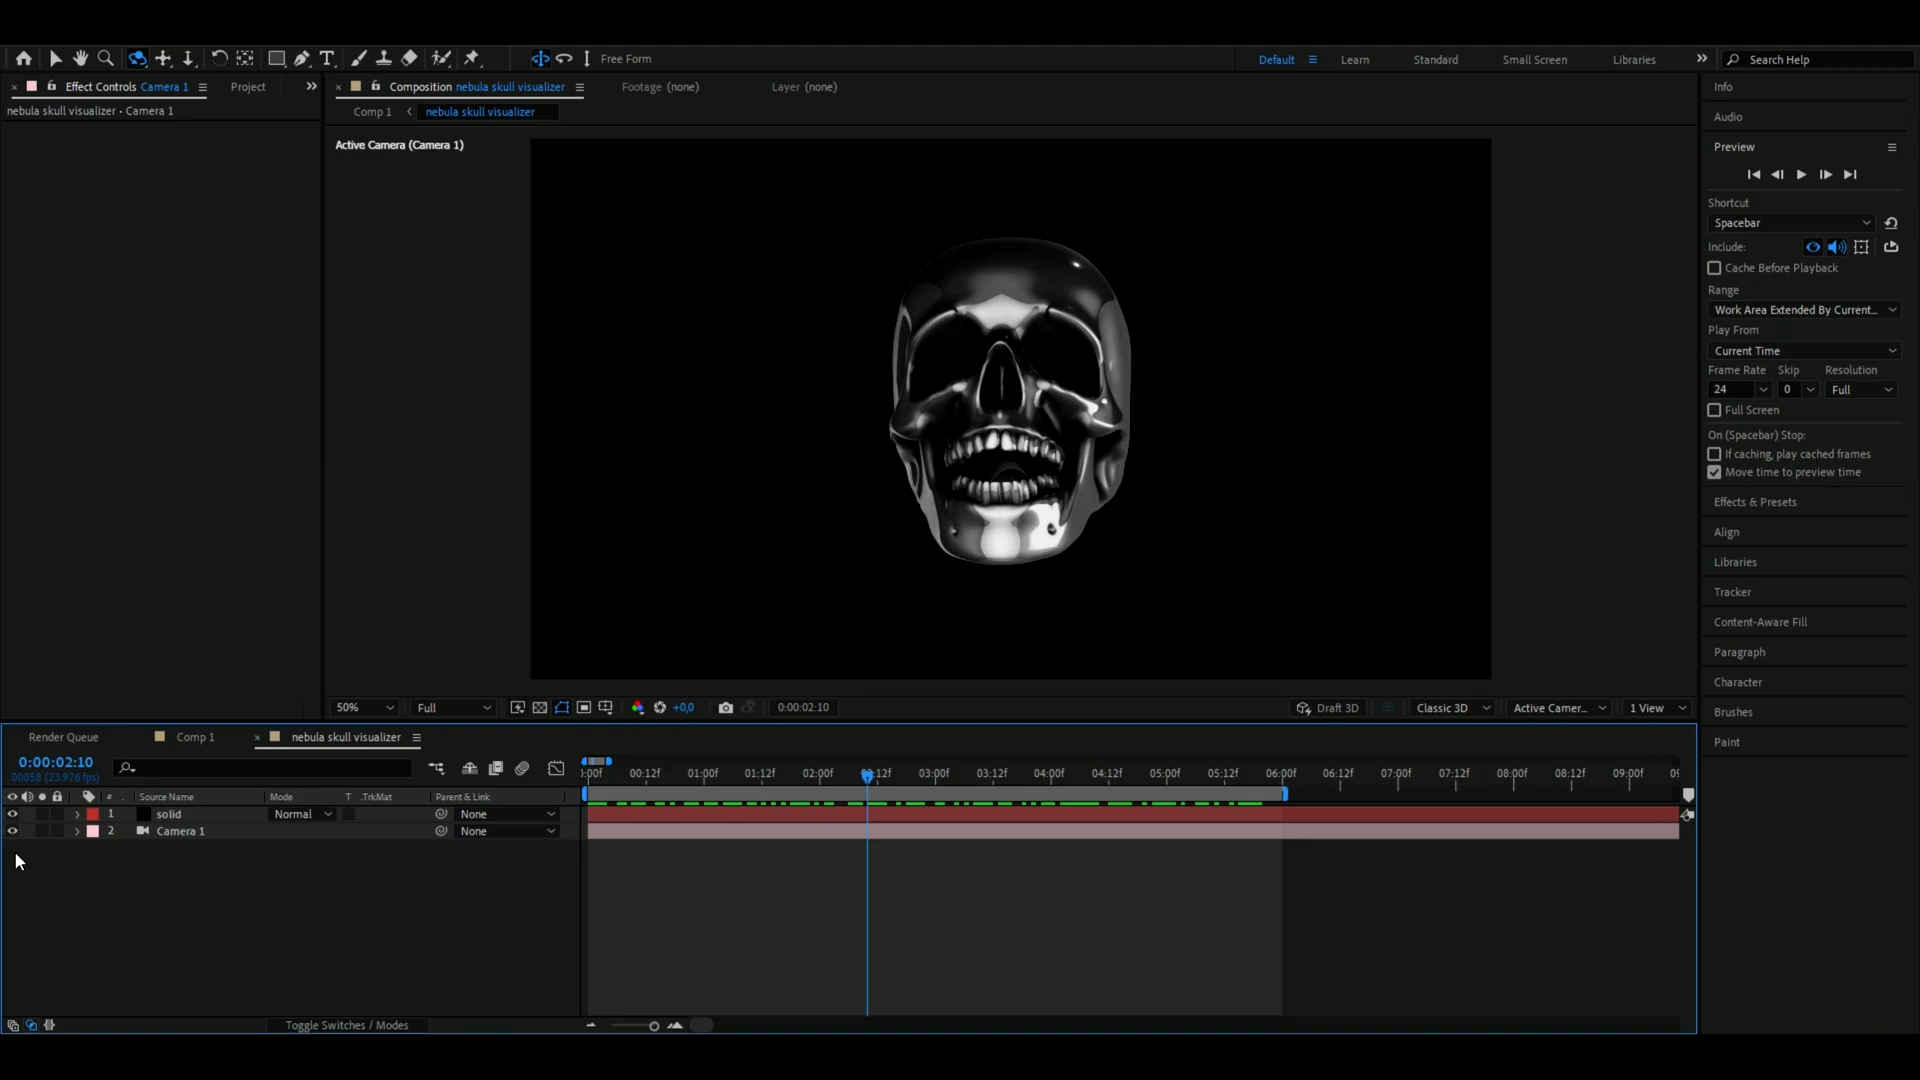 Free Form
Default
Learn
Standard
Small Screen
Libraries
Search Help
Effect Controls Camera 1
Project
Composition nebula skull visualizer
Footage (none)
Layer (none)
nebula skull visualizer • Camera 1
Comp 1
nebula skull visualizer
Active Camera (Camera 1)
Info
Audio
Preview
Shortcut
Spacebar
Include:
Cache Before Playback
Range
Work Area Extended By Current...
Play From
Current Time
Frame Rate Skip Resolution
24 0 Full
Full Screen
On (Spacebar) Stop:
If caching, play cached frames
Move time to preview time
Effects & Presets
Align
Libraries
Tracker
Content-Aware Fill
Paragraph
Character
Brushes
Paint
50% Full +0,0 0:00:02:10 Draft 3D Classic 3D Active Camer... 1 View
Render Queue
Comp 1
nebula skull visualizer
0:00:02:10
00058 (23.976 fps)
):00f 00:12f 01:00f 01:12f 02:00f 02:12f 03:00f 03:12f 04:00f 04:12f 05:00f 05:12f 06:00f 06:12f 07:00f 07:12f 08:00f 08:12f 09:00f
# . Source Name Mode T .TrkMat Parent & Link
1 solid Normal None
2 Camera 1 None
Toggle Switches / Modes